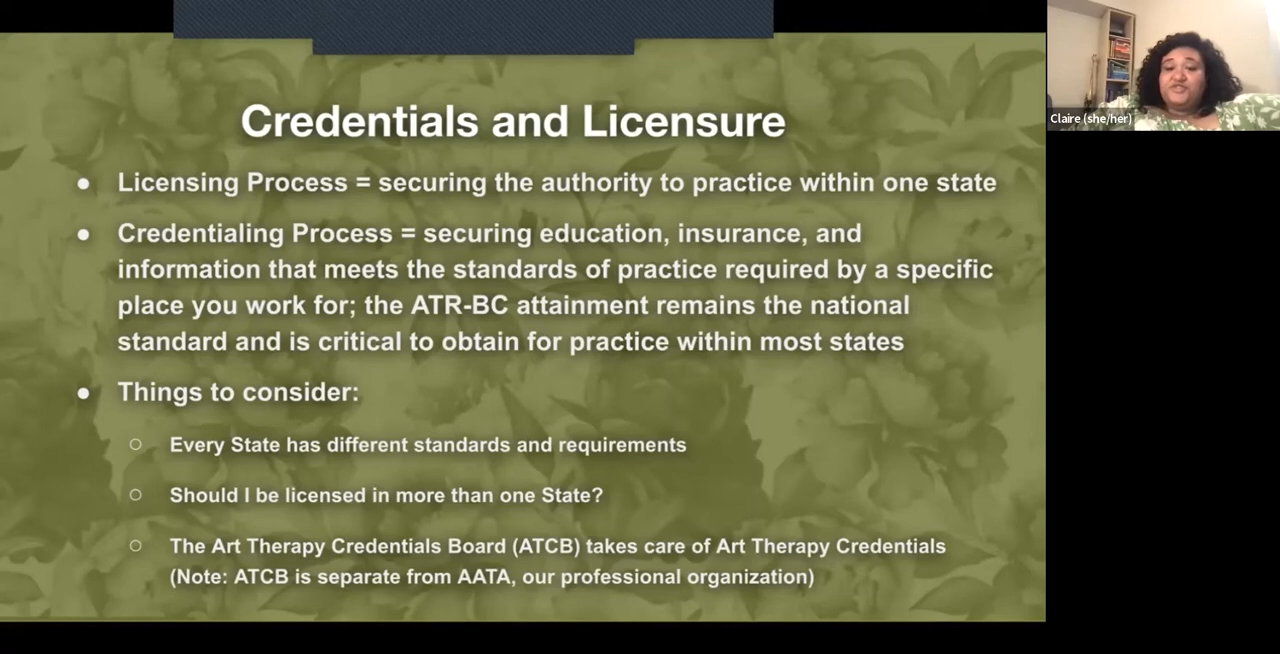 Credentials and Licensure
● Licensing Process = securing the authority to practice within one state
● Credentialing Process = securing education, insurance, and
information that meets the standards of practice required by a specific
place you work for; the ATR-BC attainment remains the national
standard and is critical to obtain for practice within most states
● Things to consider:
○ Every State has different standards and requirements
○ Should I be licensed in more than one State?
○ The Art Therapy Credentials Board (ATCB) takes care of Art Therapy Credentials
(Note: ATCB is separate from AATA, our professional organization)
Claire (she/her)